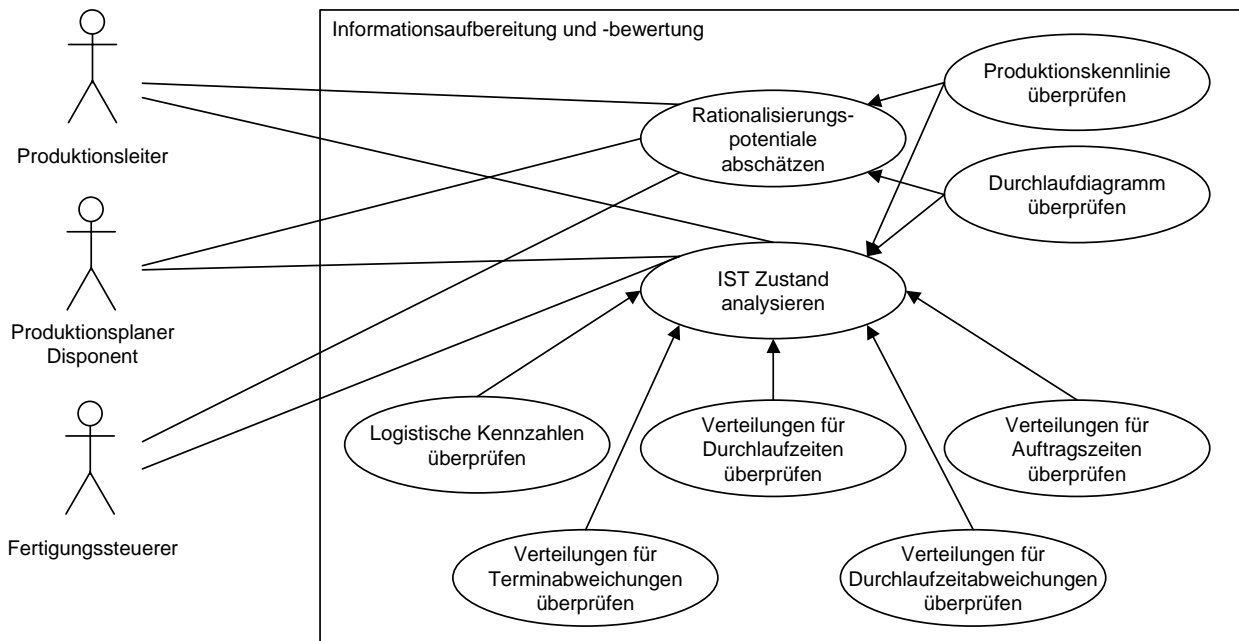 Informationsaufbereitung und -bewertung
Produktionsleiter
Produktionsplaner
Disponent
Fertigungssteuerer
Rationalisierungs-
potentiale
abschätzen
Produktionskennlinie
überprüfen
Durchlaufdiagramm
überprüfen
IST Zustand
analysieren
Logistische Kennzahlen
überprüfen
Verteilungen für
Durchlaufzeiten
überprüfen
Verteilungen für
Auftragszeiten
überprüfen
Verteilungen für
Terminabweichungen
überprüfen
Verteilungen für
Durchlaufzeitabweichungen
überprüfen